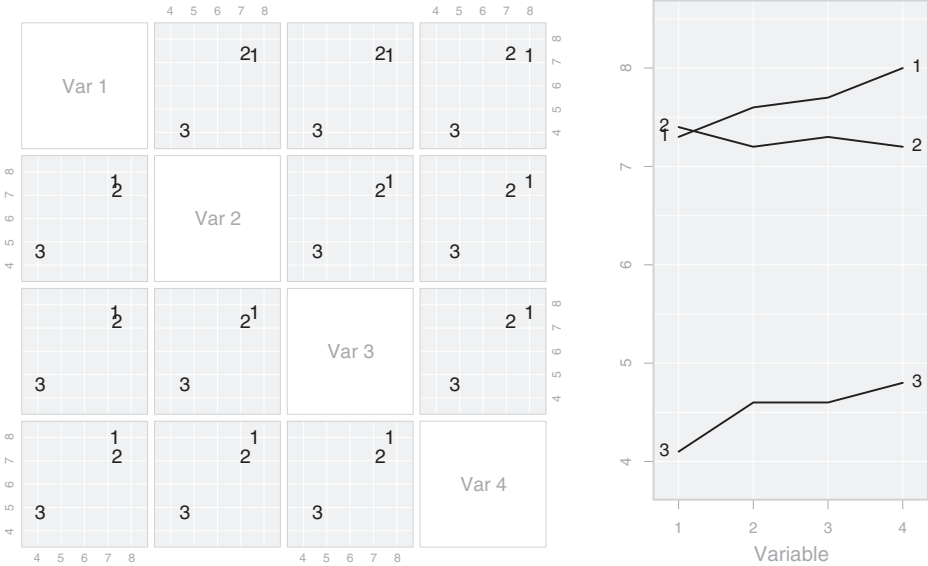 4 5 6 7 8 4 5 6 7 8
Var 1 21 3 21 3 2 1 3 8 7 6 5 4
8 7 6 5 4 1 2 3 Var 2 1 2 3 1 2 3
1 2 3 1 2 3 Var 3 1 2 3 8 7 6 5 4
8 7 6 5 4 1 2 3 1 2 3 1 2 3 Var 4
4 5 6 7 8 4 5 6 7 8
8 1
2
1
2
7
6
5
3
3
4
1 2 3 4
Variable